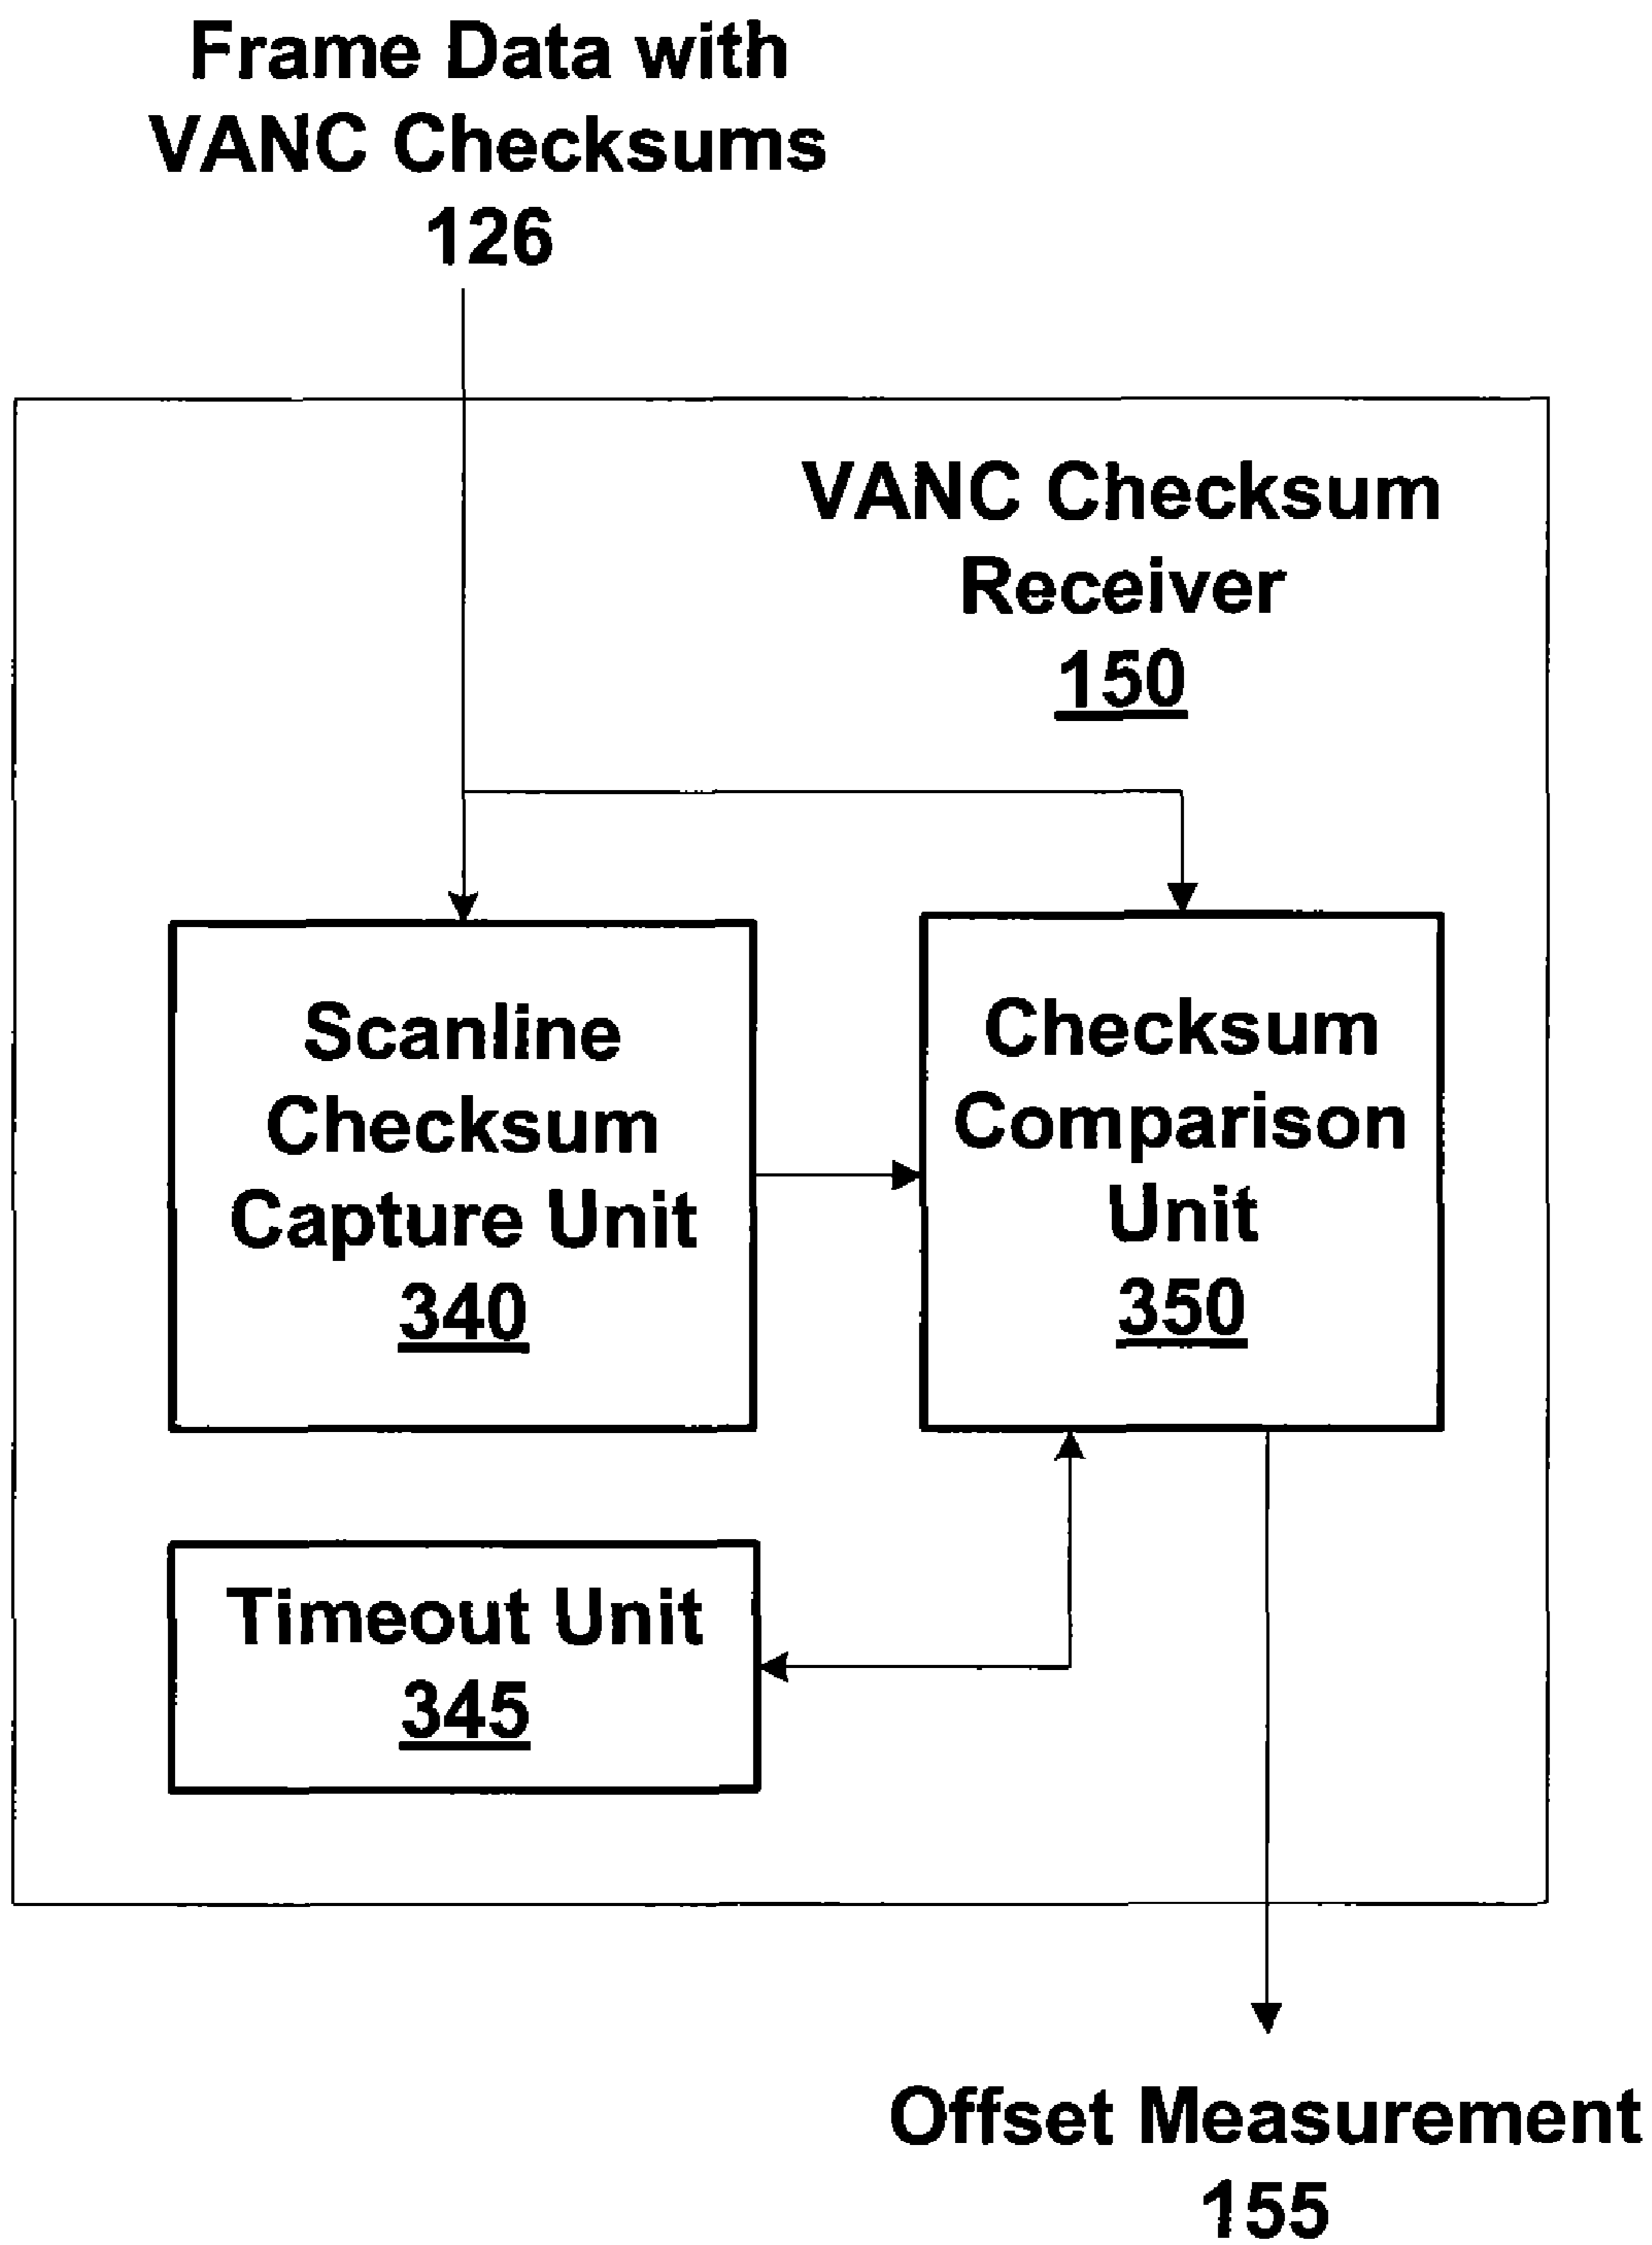 Frame Data with
VANC Checksums
126
VANC Checksum
Receiver
150
Scanline
Checksum
Capture Unit
340
Checksum
Comparison
Unit
350
Timeout Unit
345
Offset Measurement
155